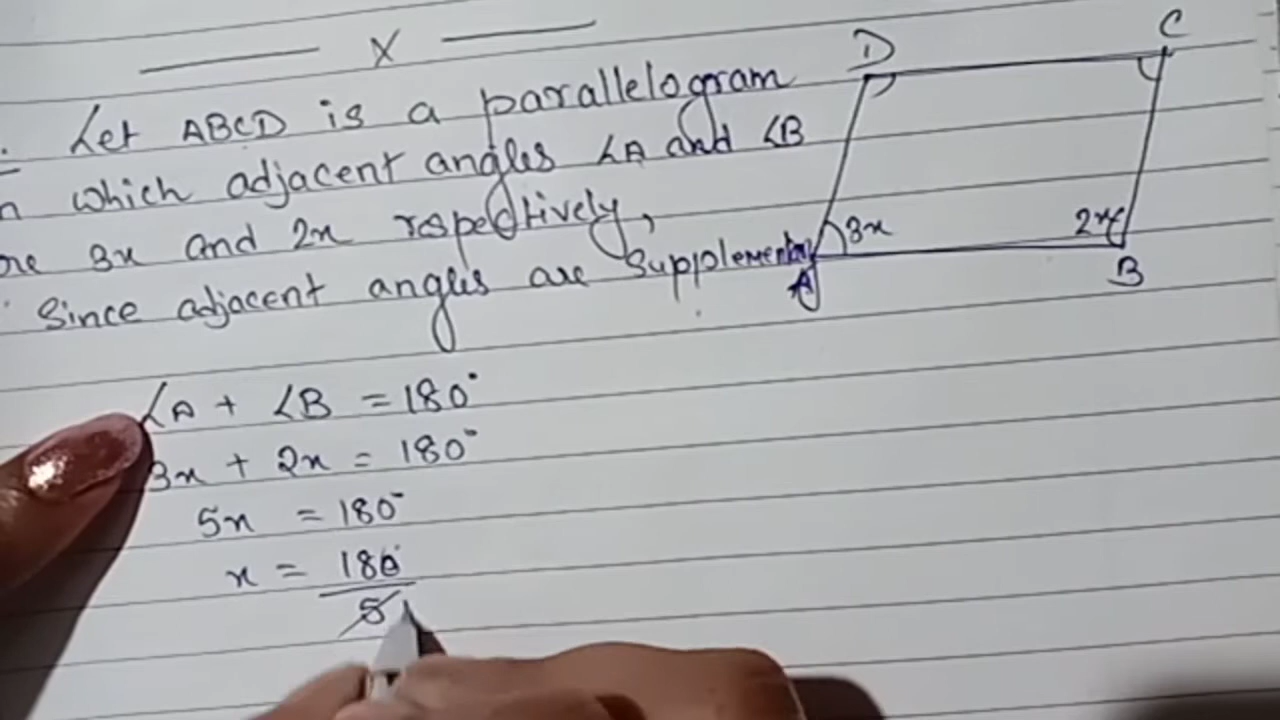 X
Let ABCD is a parallelogram
which adjacent angles ∠A and ∠B
3x and 2x respectively,
Since adjacent angles are Supplementary
∠A + ∠B = 180°
3x + 2x = 180°
5x = 180°
x = 180°
5
D
C
3x
2x
A
B